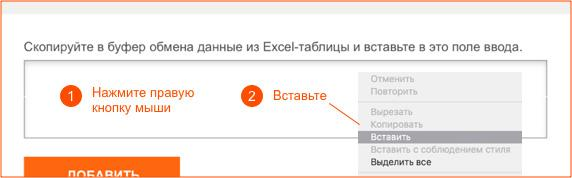 Скопируйте в буфер обмена данные из Excel-таблицы и вставьте в это поле ввода.
1 Нажмите правую
кнопку мыши
2 Вставьте
Отменить
Повторить
Вырезать
Копировать
Вставить
Вставить с соблюдением стиля
Выделить все
ДОБАВИТЬ